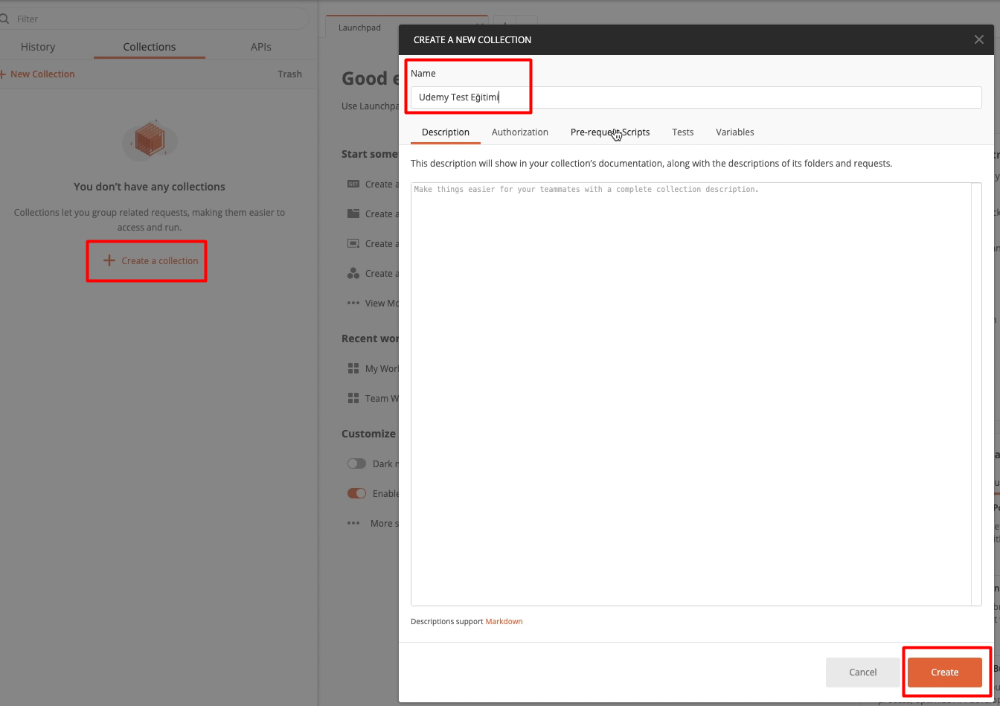 Filter
History
Collections
APIs
New Collection
Trash
You don't have any collections
Collections let you group related requests, making them easier to
access and run.
Create a collection
Launchpad
Good
Use Launchpa
Start some
GET Create a
Create a
Create a
Create a
View Mo
Recent wor
My Worl
Team W
Customize
Dark
Enable
More s
CREATE A NEW COLLECTION
Name
Udemy Test Eğitimi
Description
Authorization
Pre-request Scripts
Tests
Variables
This description will show in your collection's documentation, along with the descriptions of its folders and requests.
Make things easier for your teammates with a complete collection description.
Descriptions support Markdown
Cancel
Create